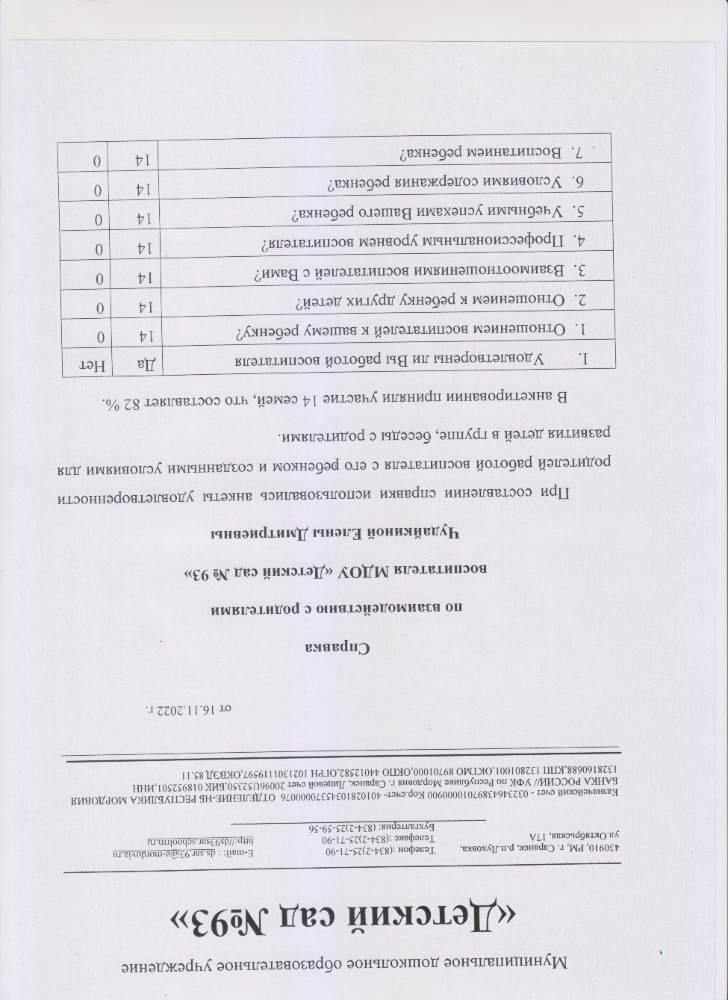 Муниципальное дошкольное образовательное учреждение
«Детский сад №93»
430910, РМ, г. Саранск, р.п.Луховка,
ул.Октябрьская, 17А
Телефон :(834-2)25-71-90
Телефакс :(834-2)25-71-90
Бухгалтерия: (834-2)25-59-56
E-mail: : ds.sar.93@e-mordovia.ru
http://ds93sar.schoolrm.ru
Казначейский счет - 03234643897010000900 Кор.счет- 40102810345370000076 ОТДЕЛЕНИЕ-НБ РЕСПУБЛИКА МОРДОВИЯ
БАНКА РОССИИ// УФК по Республике Мордовия г. Саранск, Лицевой счет 20096U52350,БИК 018952501,ИНН
1328160688,КПП 132801001,ОКТМО 89701000,ОКПО 44012582,ОГРН 1021301115957,ОКВЭД 85.11
от 16.11.2022 г.
Справка
по взаимодействию с родителями
воспитателя МДОУ «Детский сад № 93»
Чудайкиной Елены Дмитриевны
При составлении справки использовались анкеты удовлетворенности
родителей работой воспитателя с его ребенком и созданными условиями для
развития детей в группе, беседы с родителями.
В анкетировании приняли участие 14 семей, что составляет 82 %.
I. Удовлетворены ли Вы работой воспитателя Да Нет
1. Отношением воспитателей к вашему ребенку? 14 0
2. Отношением к ребенку других детей? 14 0
3. Взаимоотношениями воспитателей с Вами? 14 0
4. Профессиональным уровнем воспитателя? 14 0
5. Учебными успехами Вашего ребенка? 14 0
6. Условиями содержания ребенка? 14 0
7. Воспитанием ребенка? 14 0